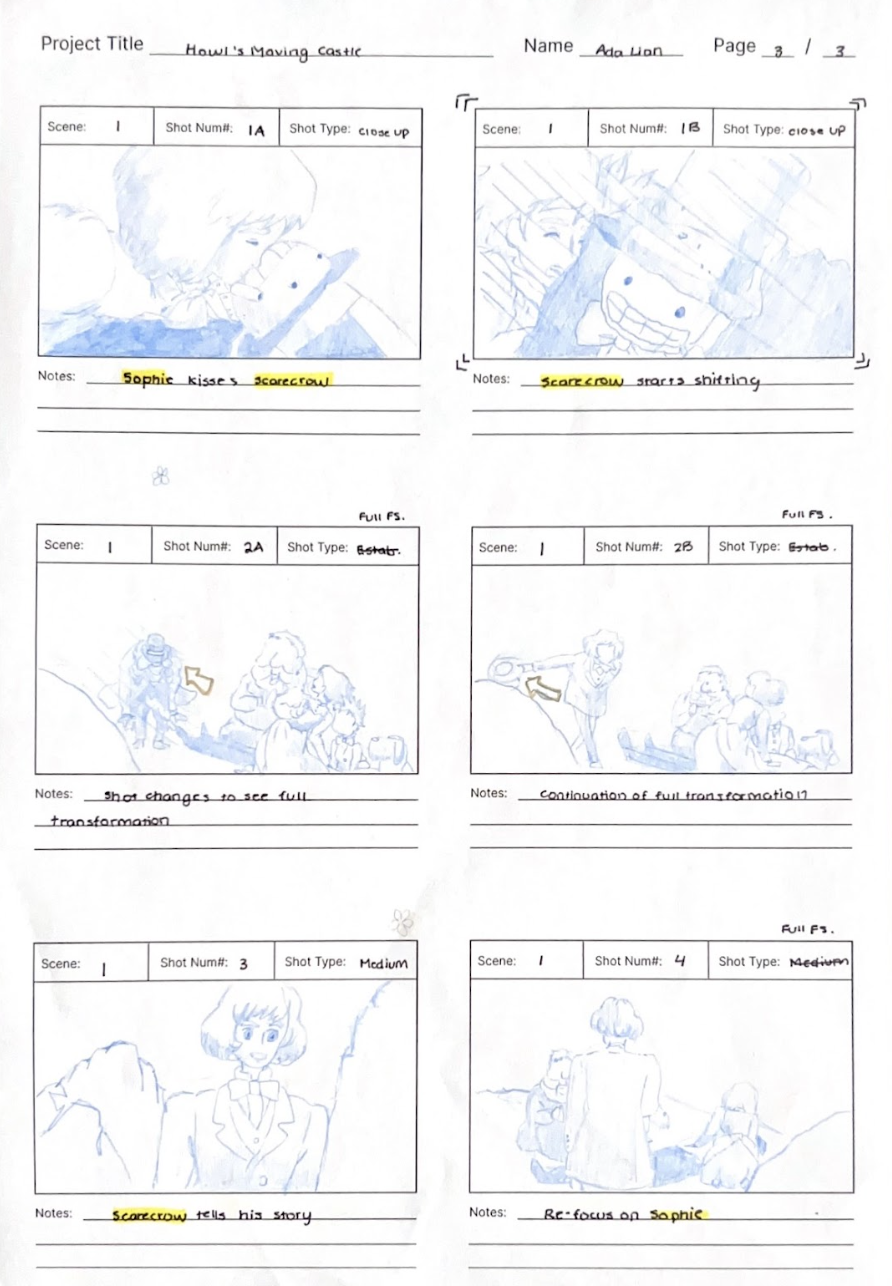 Project Title Howl's Moving Castle Name Ada Lian Page 3 / 3
Scene: 1 Shot Num#: 1A Shot Type: close up
Scene: 1 Shot Num#: 1B Shot Type: close up
Notes: Sophie kisses scarecrow
Notes: Scarecrow starts shifting
Full FS.
Scene: 1 Shot Num#: 2A Shot Type: Estab.
Full FS.
Scene: 1 Shot Num#: 2B Shot Type: Estab.
Notes: Shot changes to see full
transformation
Notes: Continuation of full transformation
Scene: 1 Shot Num#: 3 Shot Type: Medium
Full FS.
Scene: 1 Shot Num#: 4 Shot Type: Medium
Notes: Scarecrow tells his story
Notes: Re-focus on Sophie